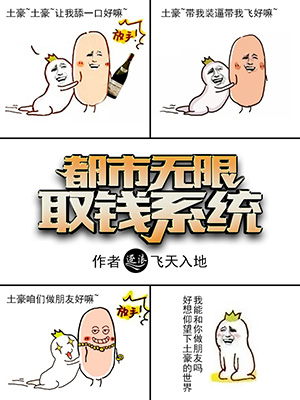 土豪~土豪~让我舔一口好嘛~
放手!
土豪~带我装逼带我飞好嘛~
都市无限
取钱系统
作者 逐浪 飞天入地
土豪咱们做朋友好嘛~
放手!
我能和你做朋友吗
好想仰望下土豪的世界